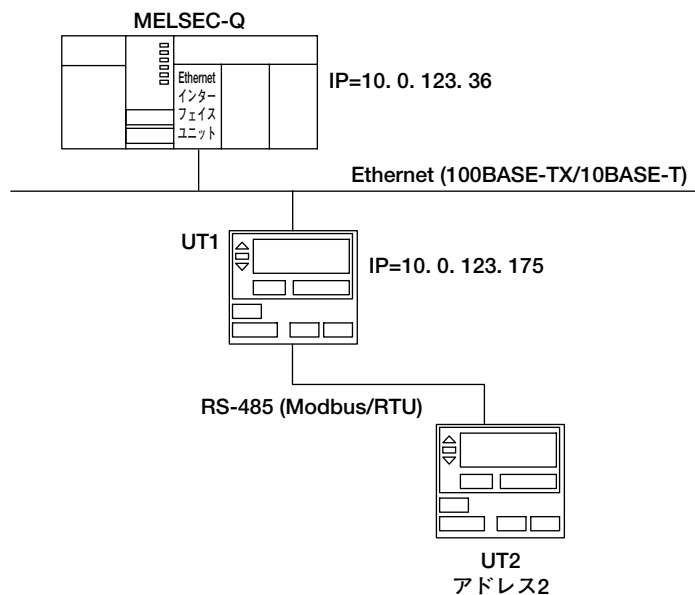 MELSEC-Q
Ethernet
インター
フェイス
ユニット
IP=10. 0. 123. 36
Ethernet (100BASE-TX/10BASE-T)
UT1
IP=10. 0. 123. 175
RS-485 (Modbus/RTU)
UT2
アドレス2